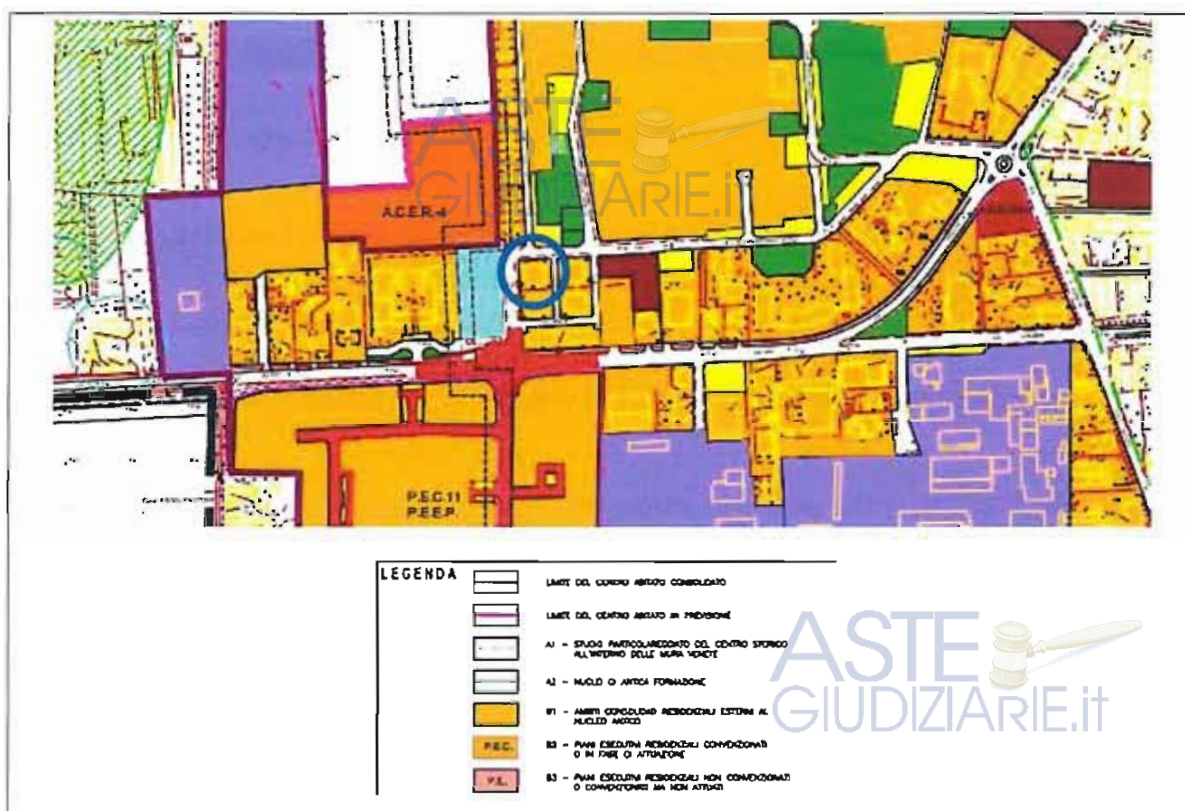 ASTE
GIUDIZIARIE.it
A.C.E.R.-4
P.E.C.11
P.E.E.P.
LEGENDA
LIMITE DEL CENTRO ABITATO CONSOLIDATO
LIMITE DEL CENTRO ABITATO IN PREVISIONE
A1 - STUDIO PARTICOLAREGGIATO DEL CENTRO STORICO
ALL'INTERNO DELLE MURA VENETE
A2 - NUCLEO DI ANTICA FORMAZIONE
B1 - AMBITI CONSOLIDATI RESIDENZIALI ESTERNI AL
NUCLEO ANTICO
P.E.C.
B2 - PIANI ESECUTIVI RESIDENZIALI CONVENZIONATI
O IN FASE DI ATTUAZIONE
P.E.
B3 - PIANI ESECUTIVI RESIDENZIALI NON CONVENZIONATI
O CONVENZIONATI MA NON ATTUATI
ASTE
GIUDIZIARIE.it